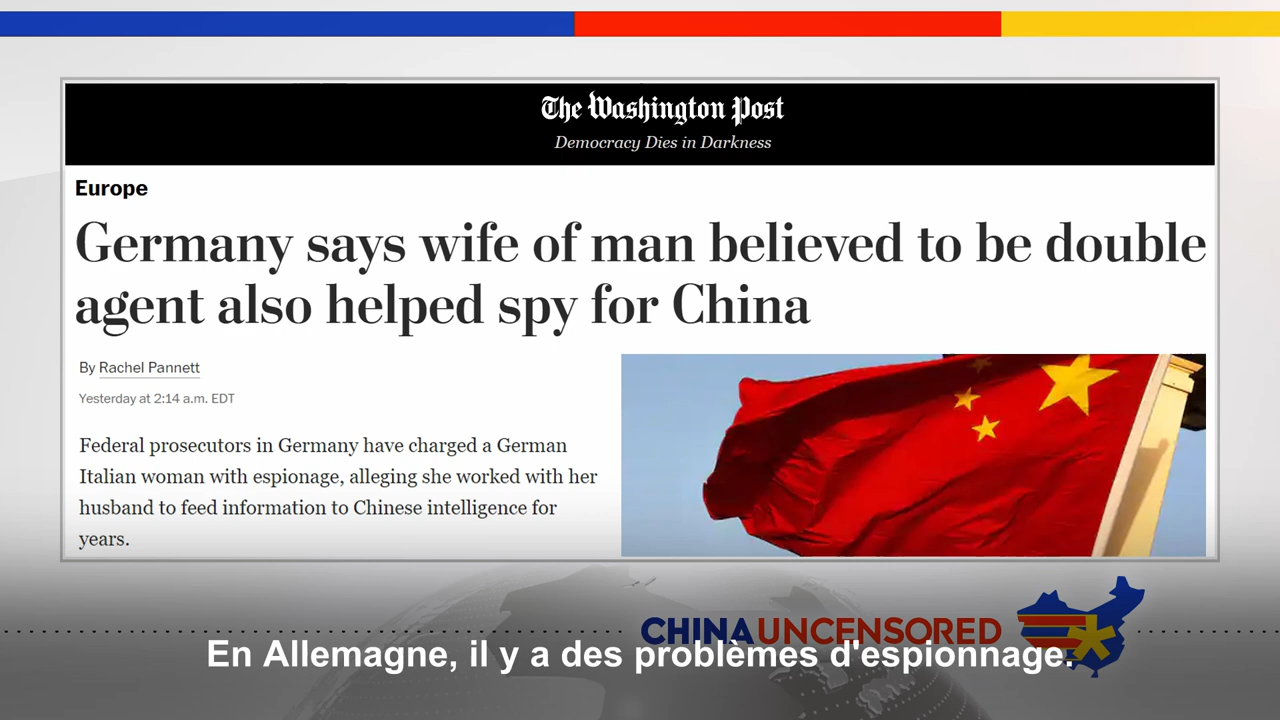 The Washington Post
Democracy Dies in Darkness
Europe
Germany says wife of man believed to be double
agent also helped spy for China
By Rachel Pannett
Yesterday at 2:14 a.m. EDT
Federal prosecutors in Germany have charged a German
Italian woman with espionage, alleging she worked with her
husband to feed information to Chinese intelligence for
years.
CHINAUNCENSORED
En Allemagne, il y a des problèmes d'espionnage.